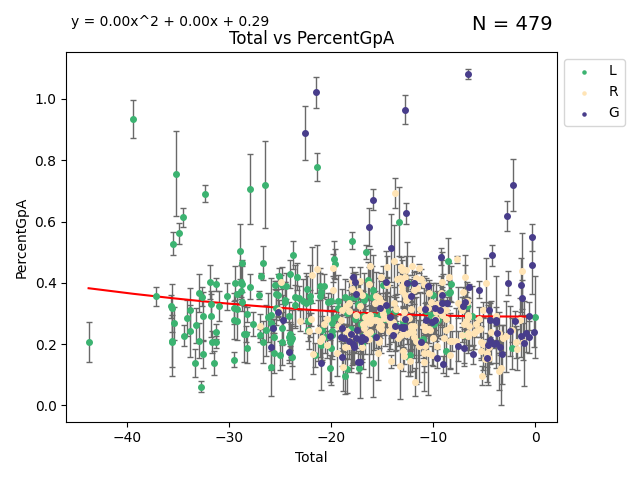 y = 0.00x^2 + 0.00x + 0.29
N = 479
Total vs PercentGpA
L
R
G
PercentGpA
1.0
0.8
0.6
0.4
0.2
0.0
−40
−30
−20
−10
0
Total